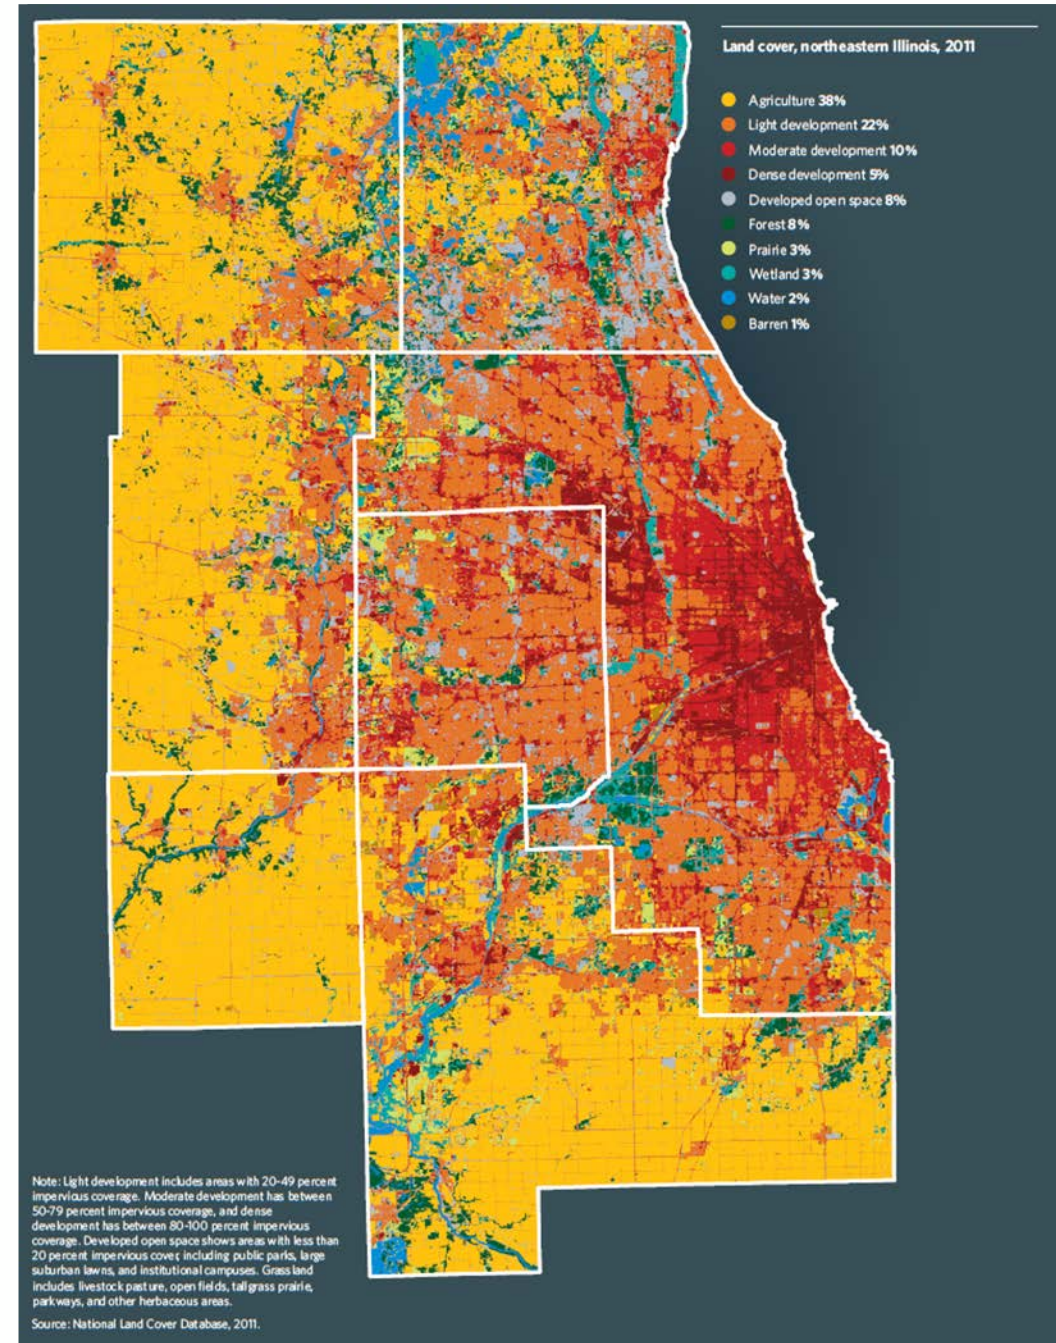 Land cover, northeastern Illinois, 2011
Agriculture 38%
Light development 22%
Moderate development 10%
Dense development 5%
Developed open space 8%
Forest 8%
Prairie 3%
Wetland 3%
Water 2%
Barren 1%
Note: Light development includes areas with 20-49 percent
impervious coverage. Moderate development has between
50-79 percent impervious coverage, and dense
development has between 80-100 percent impervious
coverage. Developed open space shows areas with less than
20 percent impervious cover, including public parks, large
suburban lawns, and institutional campuses. Grassland
includes livestock pasture, open fields, tallgrass prairie,
parkways, and other herbaceous areas.
Source: National Land Cover Database, 2011.